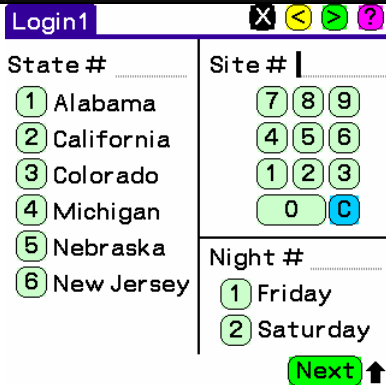 Login1 X < > ?
State #
1 Alabama
2 California
3 Colorado
4 Michigan
5 Nebraska
6 New Jersey
Site #
7 8 9
4 5 6
1 2 3
0 C
Night #
1 Friday
2 Saturday
Next